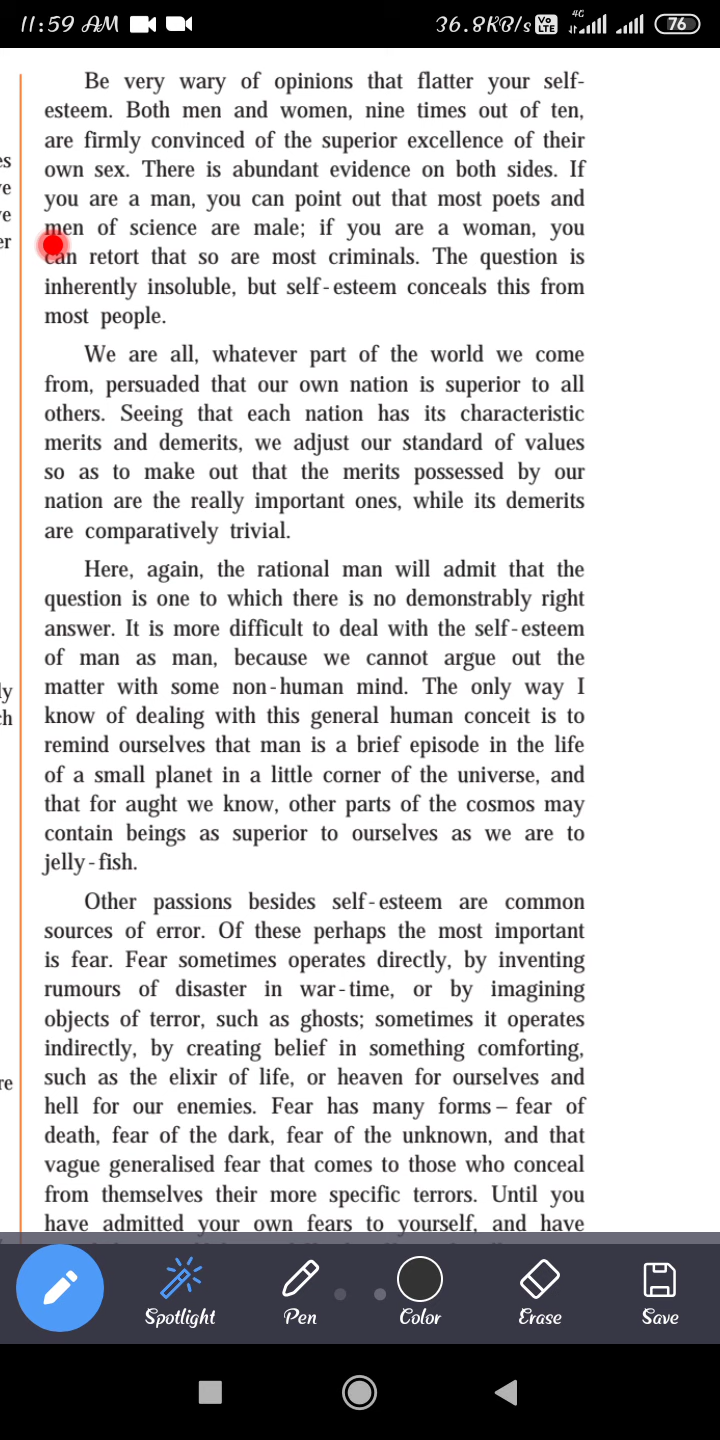 11:59 AM
36.8KB/s
Vo LTE
4G
76
Be very wary of opinions that flatter your self-
esteem. Both men and women, nine times out of ten,
are firmly convinced of the superior excellence of their
own sex. There is abundant evidence on both sides. If
you are a man, you can point out that most poets and
men of science are male; if you are a woman, you
can retort that so are most criminals. The question is
inherently insoluble, but self-esteem conceals this from
most people.
We are all, whatever part of the world we come
from, persuaded that our own nation is superior to all
others. Seeing that each nation has its characteristic
merits and demerits, we adjust our standard of values
so as to make out that the merits possessed by our
nation are the really important ones, while its demerits
are comparatively trivial.
Here, again, the rational man will admit that the
question is one to which there is no demonstrably right
answer. It is more difficult to deal with the self-esteem
of man as man, because we cannot argue out the
matter with some non-human mind. The only way I
know of dealing with this general human conceit is to
remind ourselves that man is a brief episode in the life
of a small planet in a little corner of the universe, and
that for aught we know, other parts of the cosmos may
contain beings as superior to ourselves as we are to
jelly-fish.
Other passions besides self-esteem are common
sources of error. Of these perhaps the most important
is fear. Fear sometimes operates directly, by inventing
rumours of disaster in war-time, or by imagining
objects of terror, such as ghosts; sometimes it operates
indirectly, by creating belief in something comforting,
such as the elixir of life, or heaven for ourselves and
hell for our enemies. Fear has many forms – fear of
death, fear of the dark, fear of the unknown, and that
vague generalised fear that comes to those who conceal
from themselves their more specific terrors. Until you
have admitted your own fears to yourself, and have
Spotlight
Pen
Color
Erase
Save